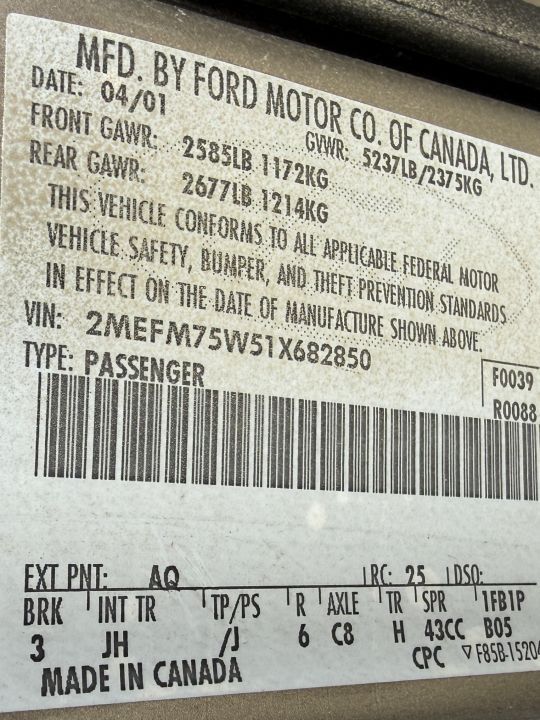 MFD. BY FORD MOTOR CO. OF CANADA, LTD.
DATE: 04/01 GVWR: 5237LB/2375KG
FRONT GAWR: 2585LB 1172KG
REAR GAWR: 2677LB 1214KG
THIS VEHICLE CONFORMS TO ALL APPLICABLE FEDERAL MOTOR
VEHICLE SAFETY, BUMPER, AND THEFT PREVENTION STANDARDS
IN EFFECT ON THE DATE OF MANUFACTURE SHOWN ABOVE.
VIN: 2MEFM75W51X682850
TYPE: PASSENGER
F0039
R0088
EXT PNT: AQ RC: 25 DSO:
BRK INT TR TP/PS R AXLE TR SPR 1FB1P
3 JH /J 6 C8 H 43CC B05
CPC ▽F85B-1520
MADE IN CANADA